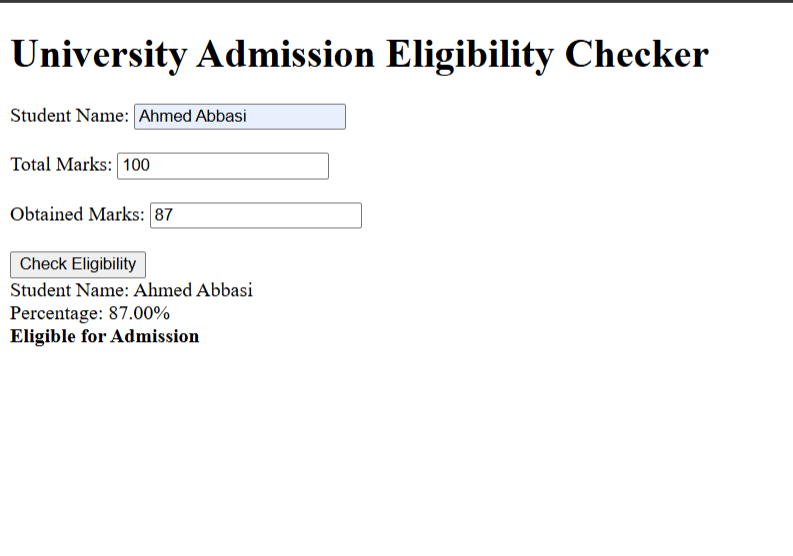 University Admission Eligibility Checker
Student Name: Ahmed Abbasi
Total Marks: 100
Obtained Marks: 87
Check Eligibility
Student Name: Ahmed Abbasi
Percentage: 87.00%
Eligible for Admission